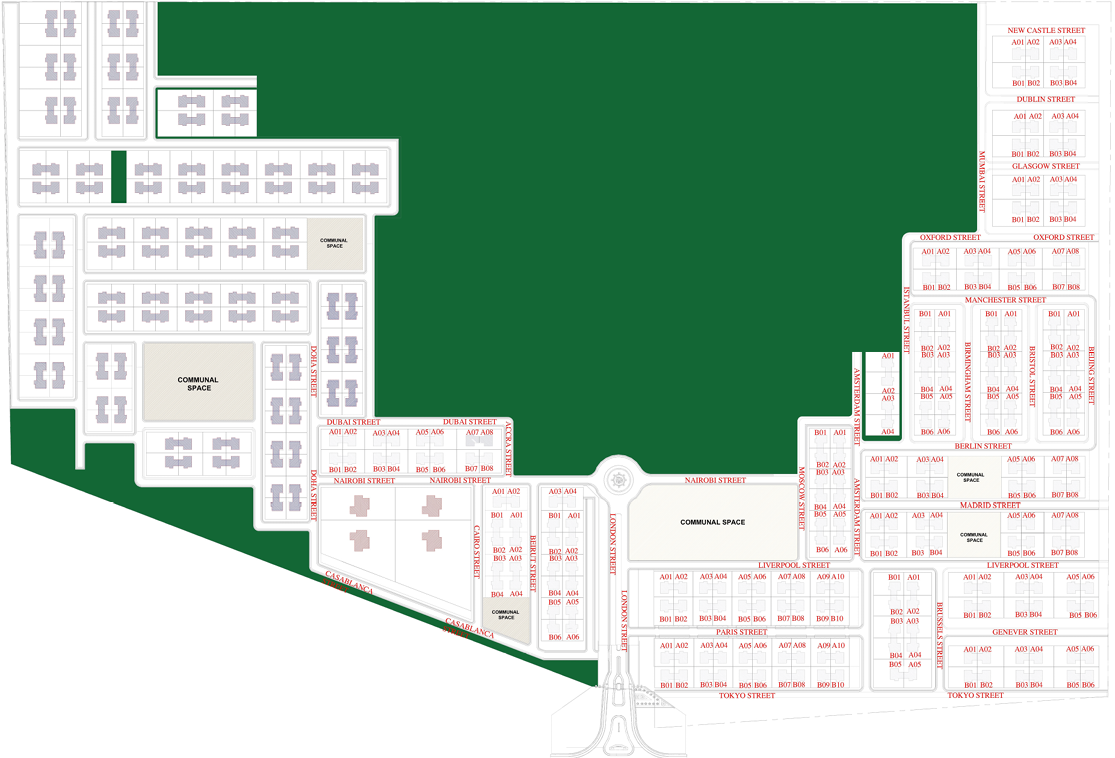 NEW CASTLE STREET
A01 A02 A03 A04
B01 B02 B03 B04
DUBLIN STREET
A01 A02 A03 A04
B01 B02 B03 B04
GLASGOW STREET
A01 A02 A03 A04
B01 B02 B03 B04
MUMBAI STREET
OXFORD STREET OXFORD STREET
A01 A02 A03 A04 A05 A06 A07 A08
B01 B02 B03 B04 B05 B06 B07 B08
MANCHESTER STREET
ISTANBUL STREET
B01 A01
B02 A02
B03 A03
B04 A04
B05 A05
B06 A06
BIRMINGHAM STREET
B01 A01
B02 A02
B03 A03
B04 A04
B05 A05
B06 A06
BRISTOL STREET
B01 A01
B02 A02
B03 A03
B04 A04
B05 A05
B06 A06
BEIJING STREET
BERLIN STREET
COMMUNAL
SPACE
COMMUNAL
SPACE
DOHA STREET
DOHA STREET
DUBAI STREET DUBAI STREET
A01 A02 A03 A04 A05 A06 A07 A08
B01 B02 B03 B04 B05 B06 B07 B08
ACCRA STREET
NAIROBI STREET NAIROBI STREET
A01 A02
B01 A01
B02 A02
B03 A03
B04 A04
COMMUNAL
SPACE
CAIRO STREET
BEIRUT STREET
A03 A04
B01 A01
B02 A02
B03 A03
B04 A04
B05 A05
B06 A06
CASABLANCA
CASABLANCA
LONDON STREET
LONDON STREET
NAIROBI STREET
COMMUNAL SPACE
MOSCOW STREET
B01 A01
B02 A02
B03 A03
B04 A04
B05 A05
B06 A06
AMSTERDAM STREET
AMSTERDAM STREET
A01
A02
A03
A04
A01 A02 A03 A04 A05 A06 A07 A08
COMMUNAL
SPACE
B01 B02 B03 B04 B05 B06 B07 B08
MADRID STREET
A01 A02 A03 A04 A05 A06 A07 A08
COMMUNAL
SPACE
B01 B02 B03 B04 B05 B06 B07 B08
LIVERPOOL STREET LIVERPOOL STREET
A01 A02 A03 A04 A05 A06 A07 A08 A09 A10
B01 B02 B03 B04 B05 B06 B07 B08 B09 B10
PARIS STREET
A01 A02 A03 A04 A05 A06 A07 A08 A09 A10
B01 B02 B03 B04 B05 B06 B07 B08 B09 B10
TOKYO STREET
B01 A01
B02 A02
B03 A03
B04 A04
B05 A05
BRUSSELS STREET
A01 A02 A03 A04 A05 A06
B01 B02 B03 B04 B05 B06
GENEVER STREET
A01 A02 A03 A04 A05 A06
B01 B02 B03 B04 B05 B06
TOKYO STREET